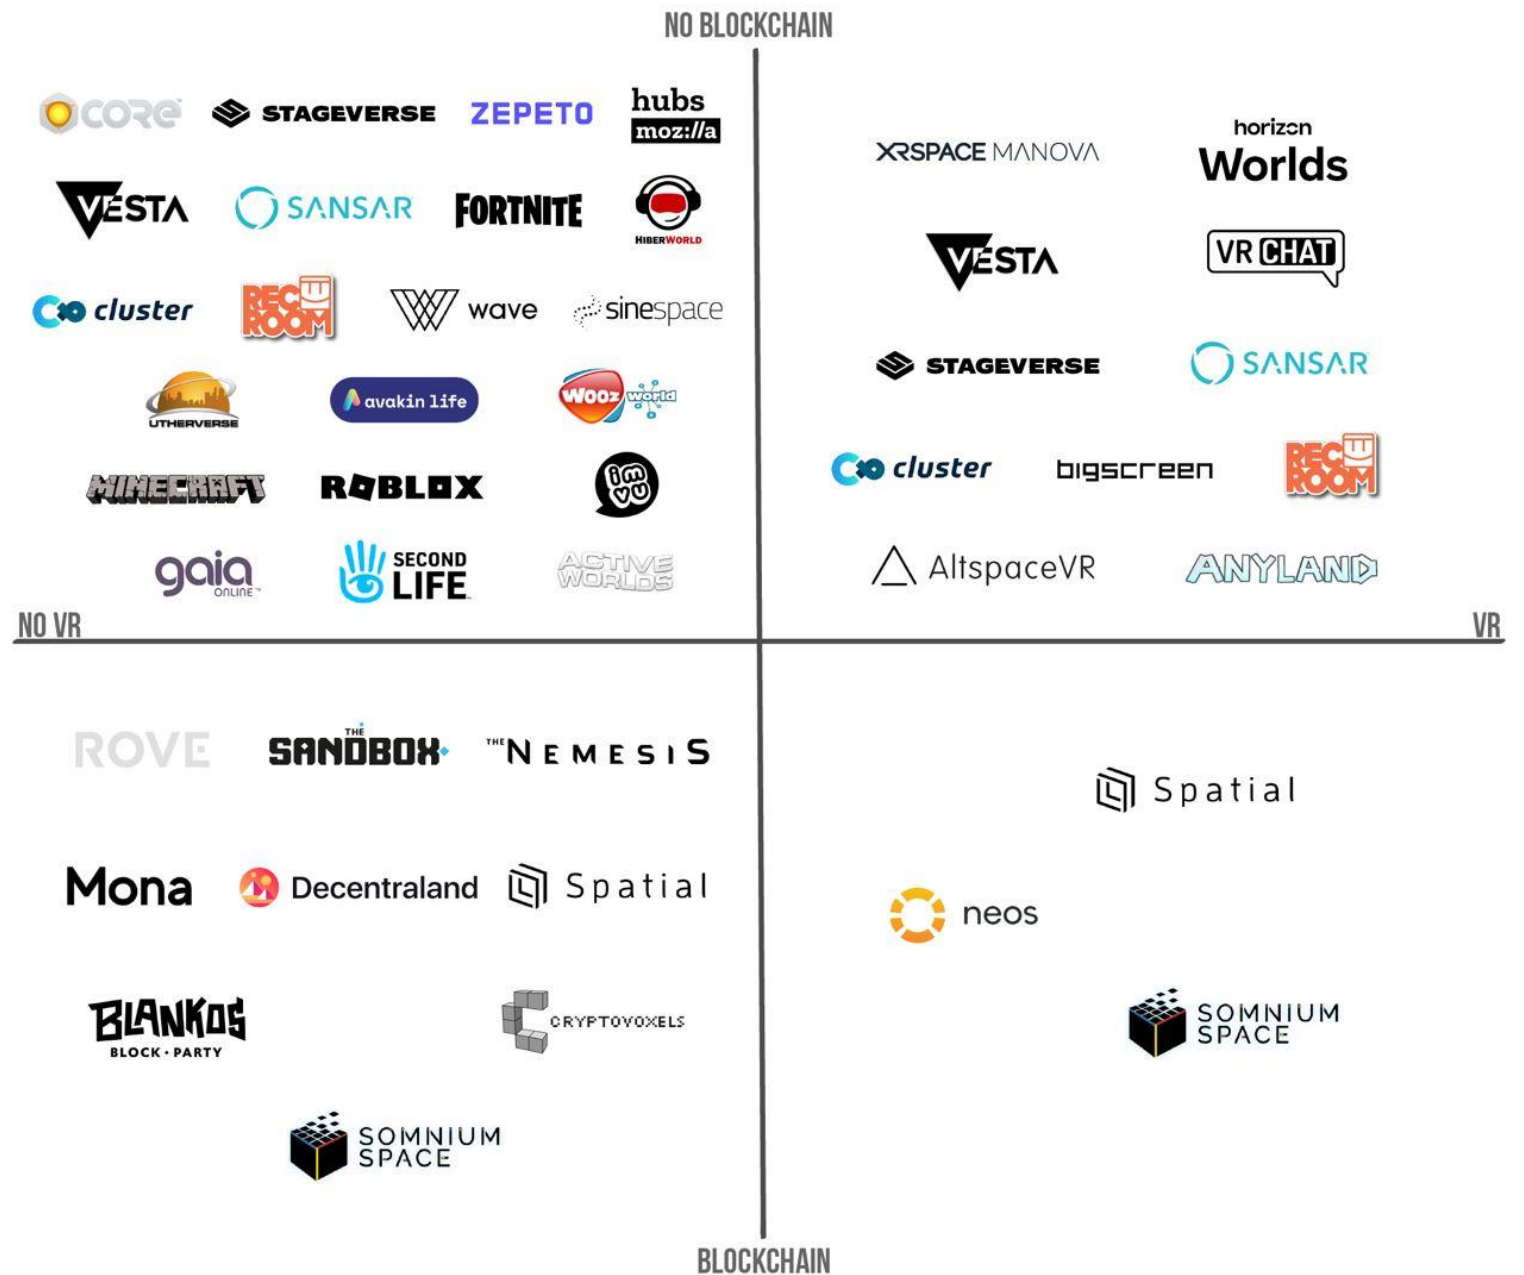 NO BLOCKCHAIN
CORE
STAGEVERSE
ZEPETO
hubs
moz://a
VESTA
SANSAR
FORTNITE
HIBERWORLD
cluster
REC ROOM
wave
sinespace
UTHERVERSE
avakin life
Wooz world
MINECRAFT
ROBLOX
imvu
gaia
ONLINE™
SECOND
LIFE™
ACTIVE
WORLDS
XRSPACE MANOVA
horizon
Worlds
VESTA
VR CHAT
STAGEVERSE
SANSAR
cluster
bigscreen
REC ROOM
AltspaceVR
ANYLAND
NO VR
VR
ROVE
THE
SANDBOX
THE NEMESIS
Mona
Decentraland
Spatial
BLANKOS
BLOCK • PARTY
CRYPTOVOXELS
SOMNIUM
SPACE
Spatial
neos
SOMNIUM
SPACE
BLOCKCHAIN